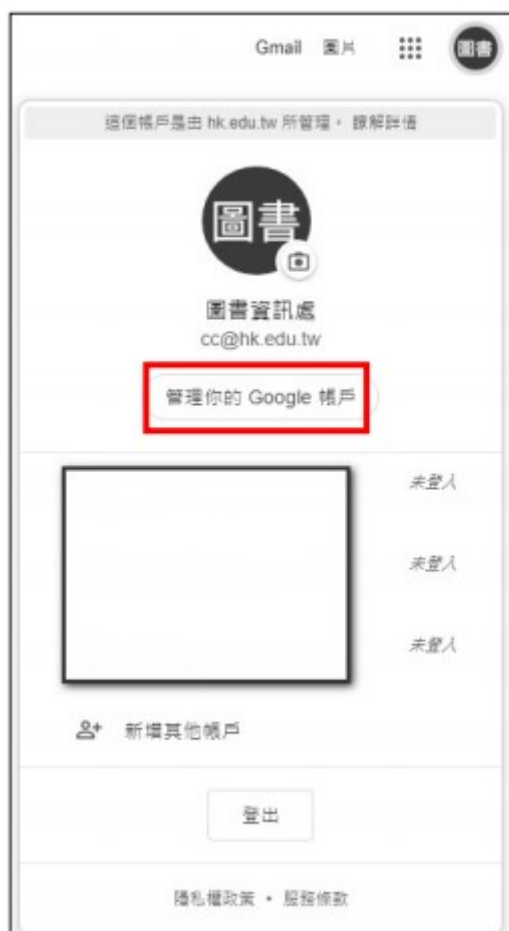 Gmail 圖片 圖書
這個帳戶是由 hk.edu.tw 所管理。 瞭解詳情
圖書
圖書資訊處
cc@hk.edu.tw
管理你的 Google 帳戶
未登入
未登入
未登入
新增其他帳戶
登出
隱私權政策 • 服務條款